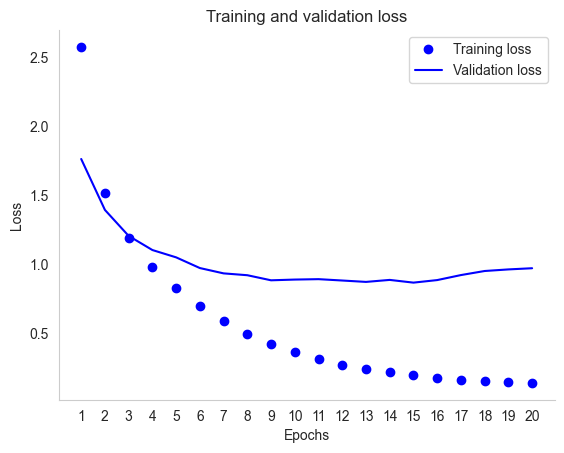 Training and validation loss
Training loss
Validation loss
Loss
2.5
2.0
1.5
1.0
0.5
1 2 3 4 5 6 7 8 9 10 11 12 13 14 15 16 17 18 19 20
Epochs